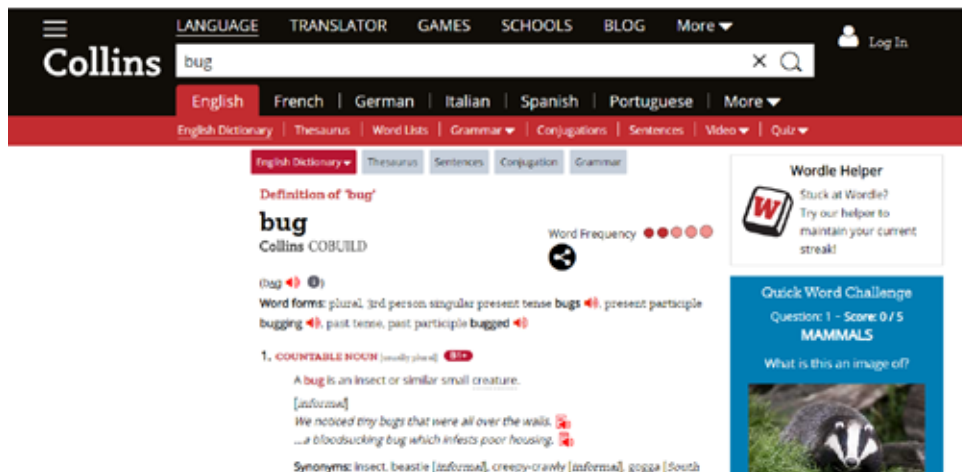 LANGUAGE TRANSLATOR GAMES SCHOOLS BLOG More
Log In
Collins
bug
English French German Italian Spanish Portuguese More
English Dictionary Thesaurus Word Lists Grammar Conjugations Sentences Video Quiz
English Dictionary Thesaurus Sentences Conjugation Grammar
Definition of 'bug'
bug
Collins COBUILD
Word Frequency
(bʌg)
Word forms: plural, 3rd person singular present tense bugs, present participle
bugging, past tense, past participle bugged
1. COUNTABLE NOUN [usually plural] B1+
A bug is an insect or similar small creature.
[informal]
We noticed tiny bugs that were all over the walls.
...a bloodsucking bug which infests poor housing.
Synonyms: insect, beastie [informal], creepy-crawly [informal], gogga [South
Wordle Helper
W
Stuck at Wordle?
Try our helper to
maintain your current
streak!
Quick Word Challenge
Question: 1 - Score: 0 / 5
MAMMALS
What is this an image of?